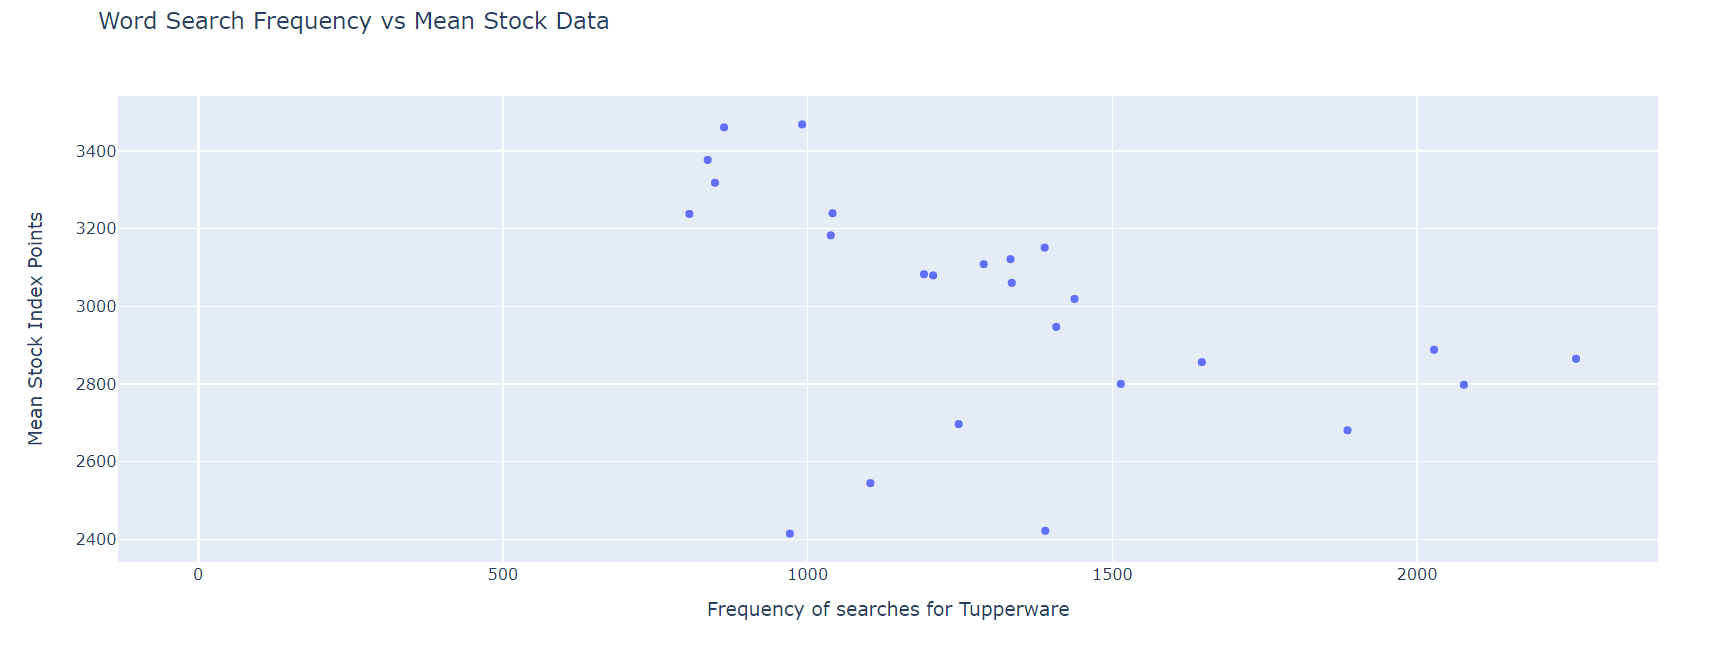 Word Search Frequency vs Mean Stock Data
Mean Stock Index Points
3400
3200
3000
2800
2600
2400
0 500 1000 1500 2000
Frequency of searches for Tupperware